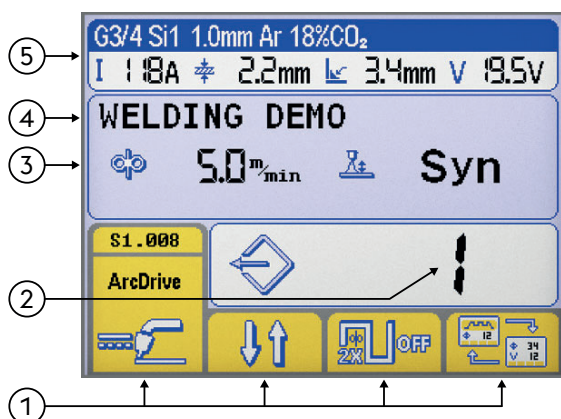 G3/4 Si1 1.0mm Ar 18%CO₂
I 118A 2.2mm 3.4mm V 19.5V
WELDING DEMO
5.0 m/min Syn
S1.008
ArcDrive
1
2X OFF
12 34
V 12
5
4
3
2
1